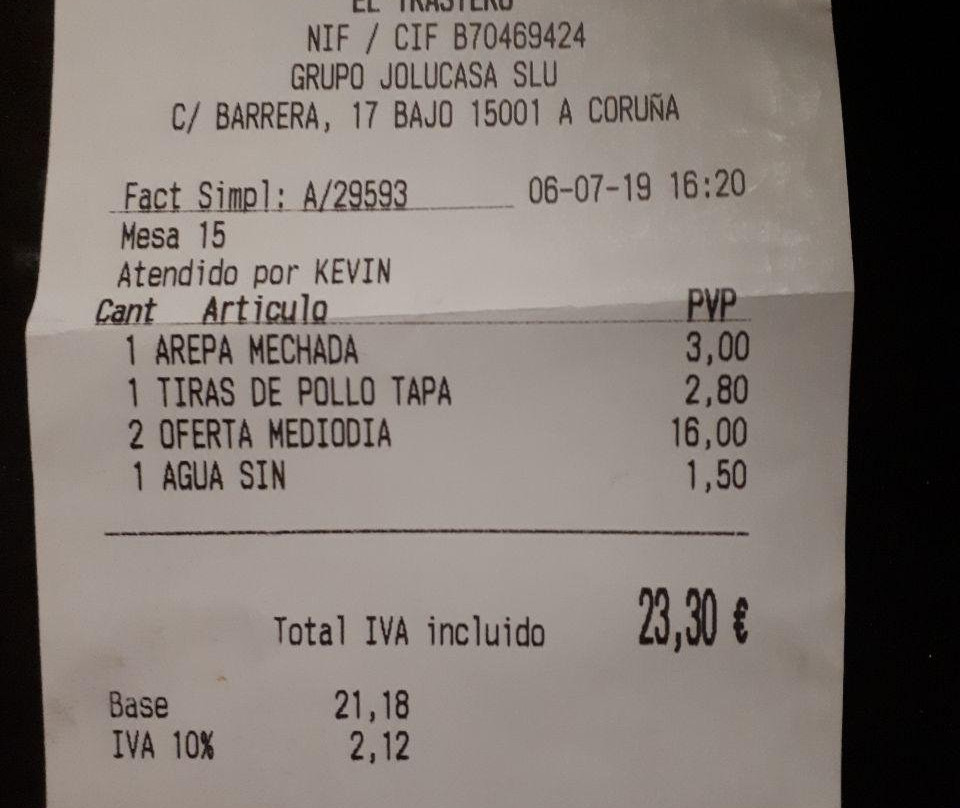 EL TRASTERO
NIF / CIF B70469424
GRUPO JOLUCASA SLU
C/ BARRERA, 17 BAJO 15001 A CORUÑA
Fact Simpl: A/29593 06-07-19 16:20
Mesa 15
Atendido por KEVIN
Cant Articulo PVP
1 AREPA MECHADA 3,00
1 TIRAS DE POLLO TAPA 2,80
2 OFERTA MEDIODIA 16,00
1 AGUA SIN 1,50
Total IVA incluido 23,30 €
Base 21,18
IVA 10% 2,12